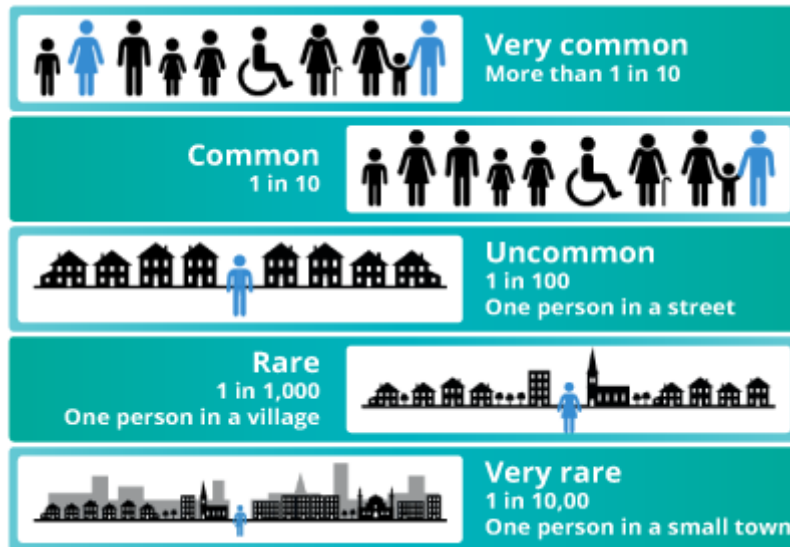 Very common
More than 1 in 10
Common
1 in 10
Uncommon
1 in 100
One person in a street
Rare
1 in 1,000
One person in a village
Very rare
1 in 10,00
One person in a small town